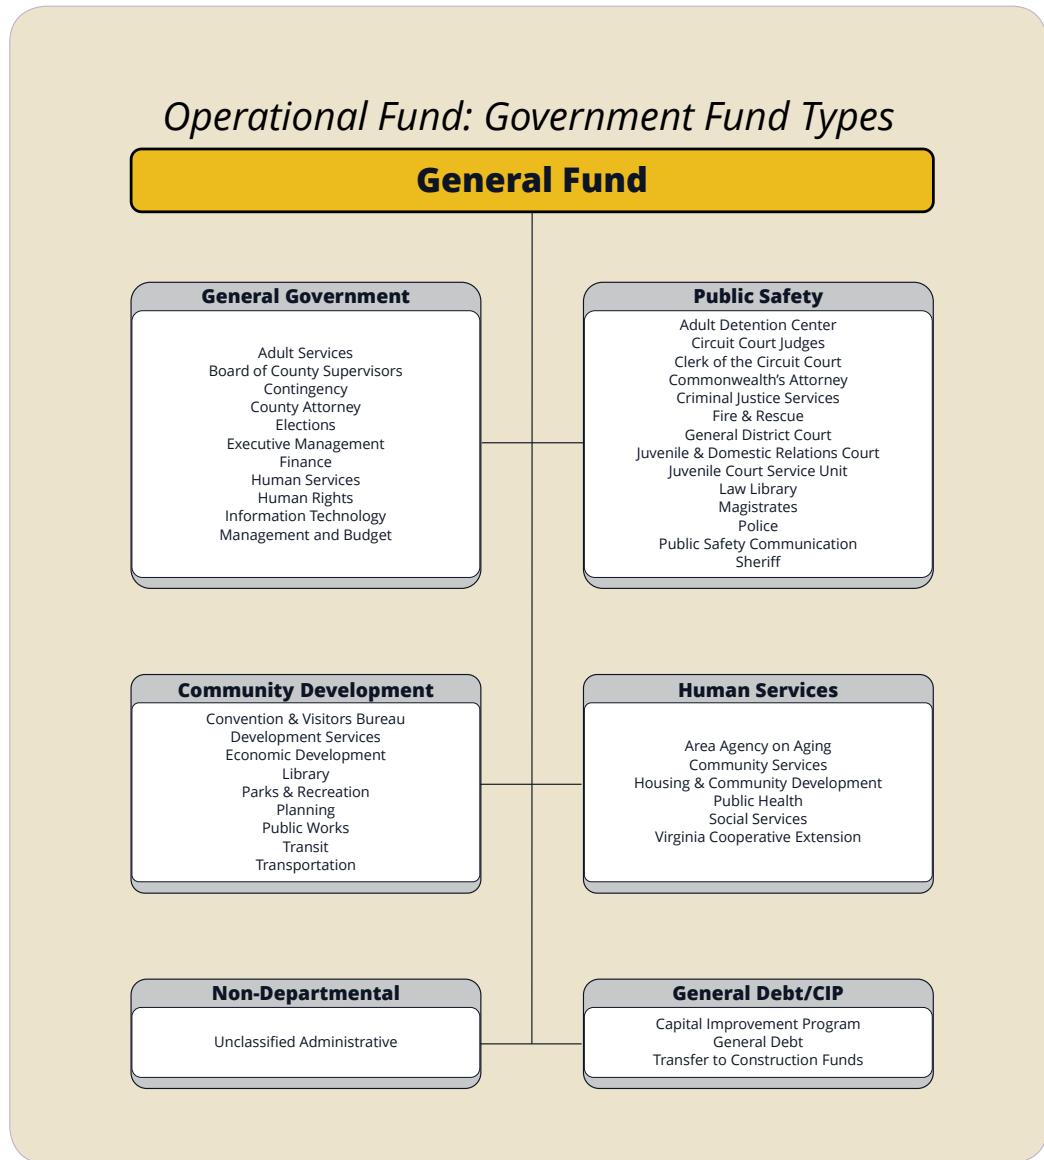 Operational Fund: Government Fund Types
General Fund
General Government
Adult Services
Board of County Supervisors
Contingency
County Attorney
Elections
Executive Management
Finance
Human Services
Human Rights
Information Technology
Management and Budget
Public Safety
Adult Detention Center
Circuit Court Judges
Clerk of the Circuit Court
Commonwealth’s Attorney
Criminal Justice Services
Fire & Rescue
General District Court
Juvenile & Domestic Relations Court
Juvenile Court Service Unit
Law Library
Magistrates
Police
Public Safety Communication
Sheriff
Community Development
Convention & Visitors Bureau
Development Services
Economic Development
Library
Parks & Recreation
Planning
Public Works
Transit
Transportation
Human Services
Area Agency on Aging
Community Services
Housing & Community Development
Public Health
Social Services
Virginia Cooperative Extension
Non-Departmental
Unclassified Administrative
General Debt/CIP
Capital Improvement Program
General Debt
Transfer to Construction Funds